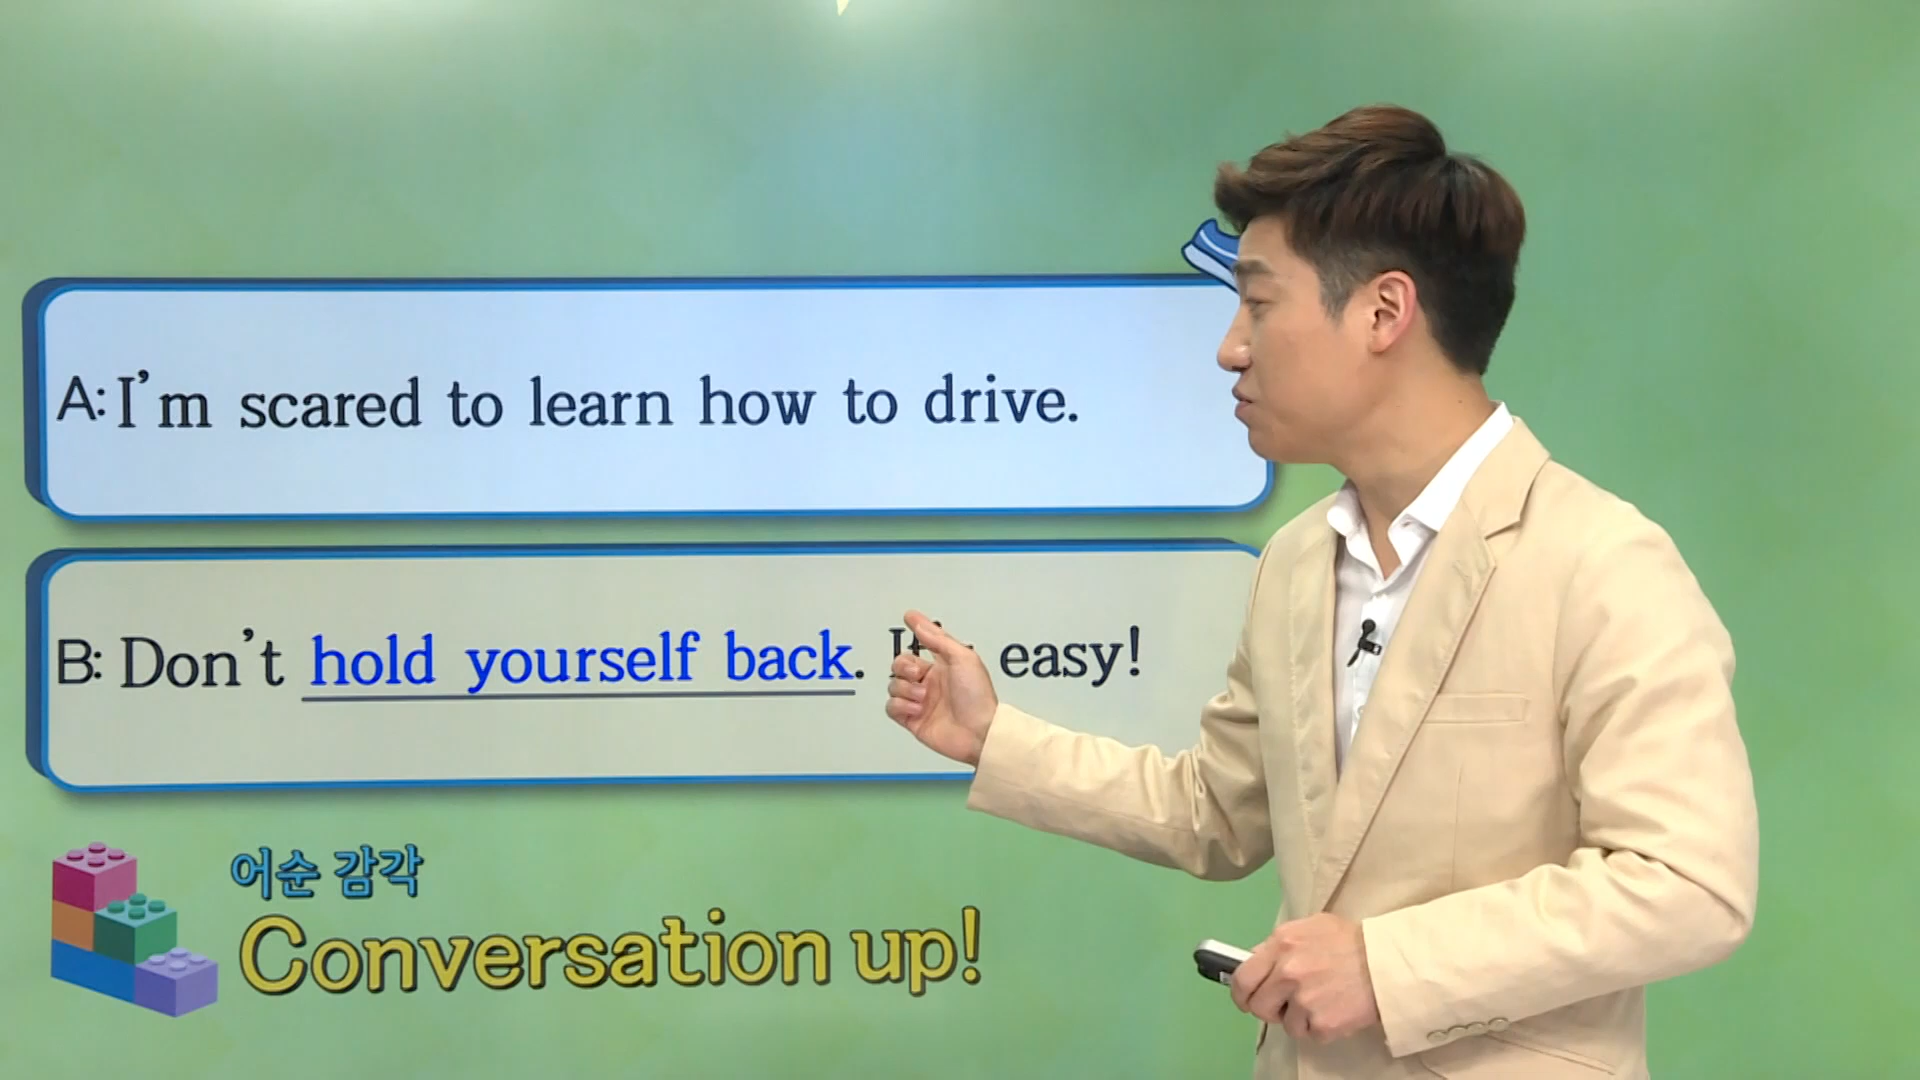 A: I'm scared to learn how to drive.
B: Don't hold yourself back. easy!
어순 감각
Conversation up!